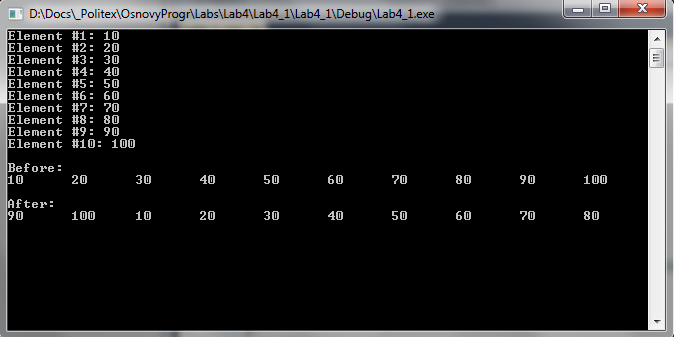 D:\Docs\_Politex\OsnovyProgr\Labs\Lab4\Lab4_1\Lab4_1\Debug\Lab4_1.exe
Element #1: 10
Element #2: 20
Element #3: 30
Element #4: 40
Element #5: 50
Element #6: 60
Element #7: 70
Element #8: 80
Element #9: 90
Element #10: 100
Before:
10 20 30 40 50 60 70 80 90 100
After:
90 100 10 20 30 40 50 60 70 80